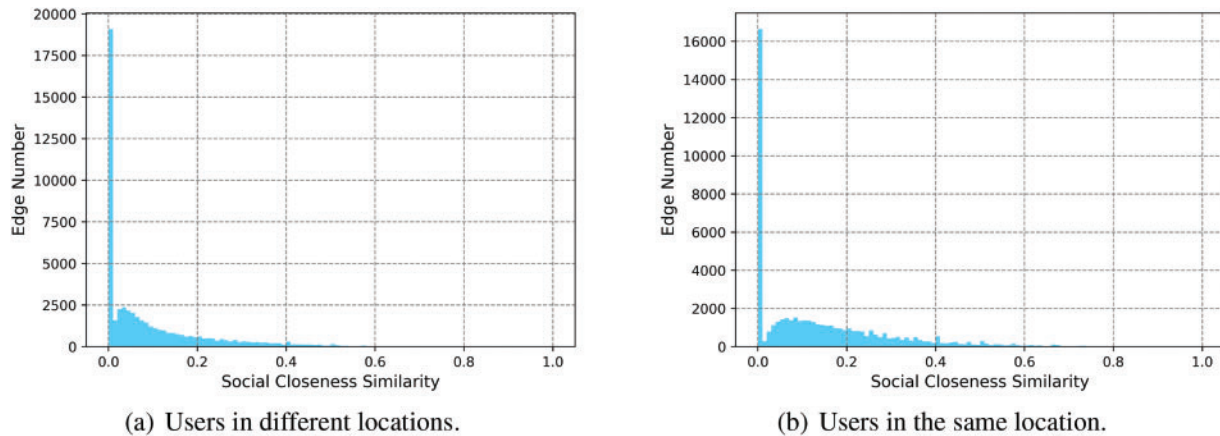 20000
17500
15000
12500
10000
7500
5000
2500
0
Edge Number
0.0 0.2 0.4 0.6 0.8 1.0
Social Closeness Similarity
(a) Users in different locations.
16000
14000
12000
10000
8000
6000
4000
2000
0
Edge Number
0.0 0.2 0.4 0.6 0.8 1.0
Social Closeness Similarity
(b) Users in the same location.